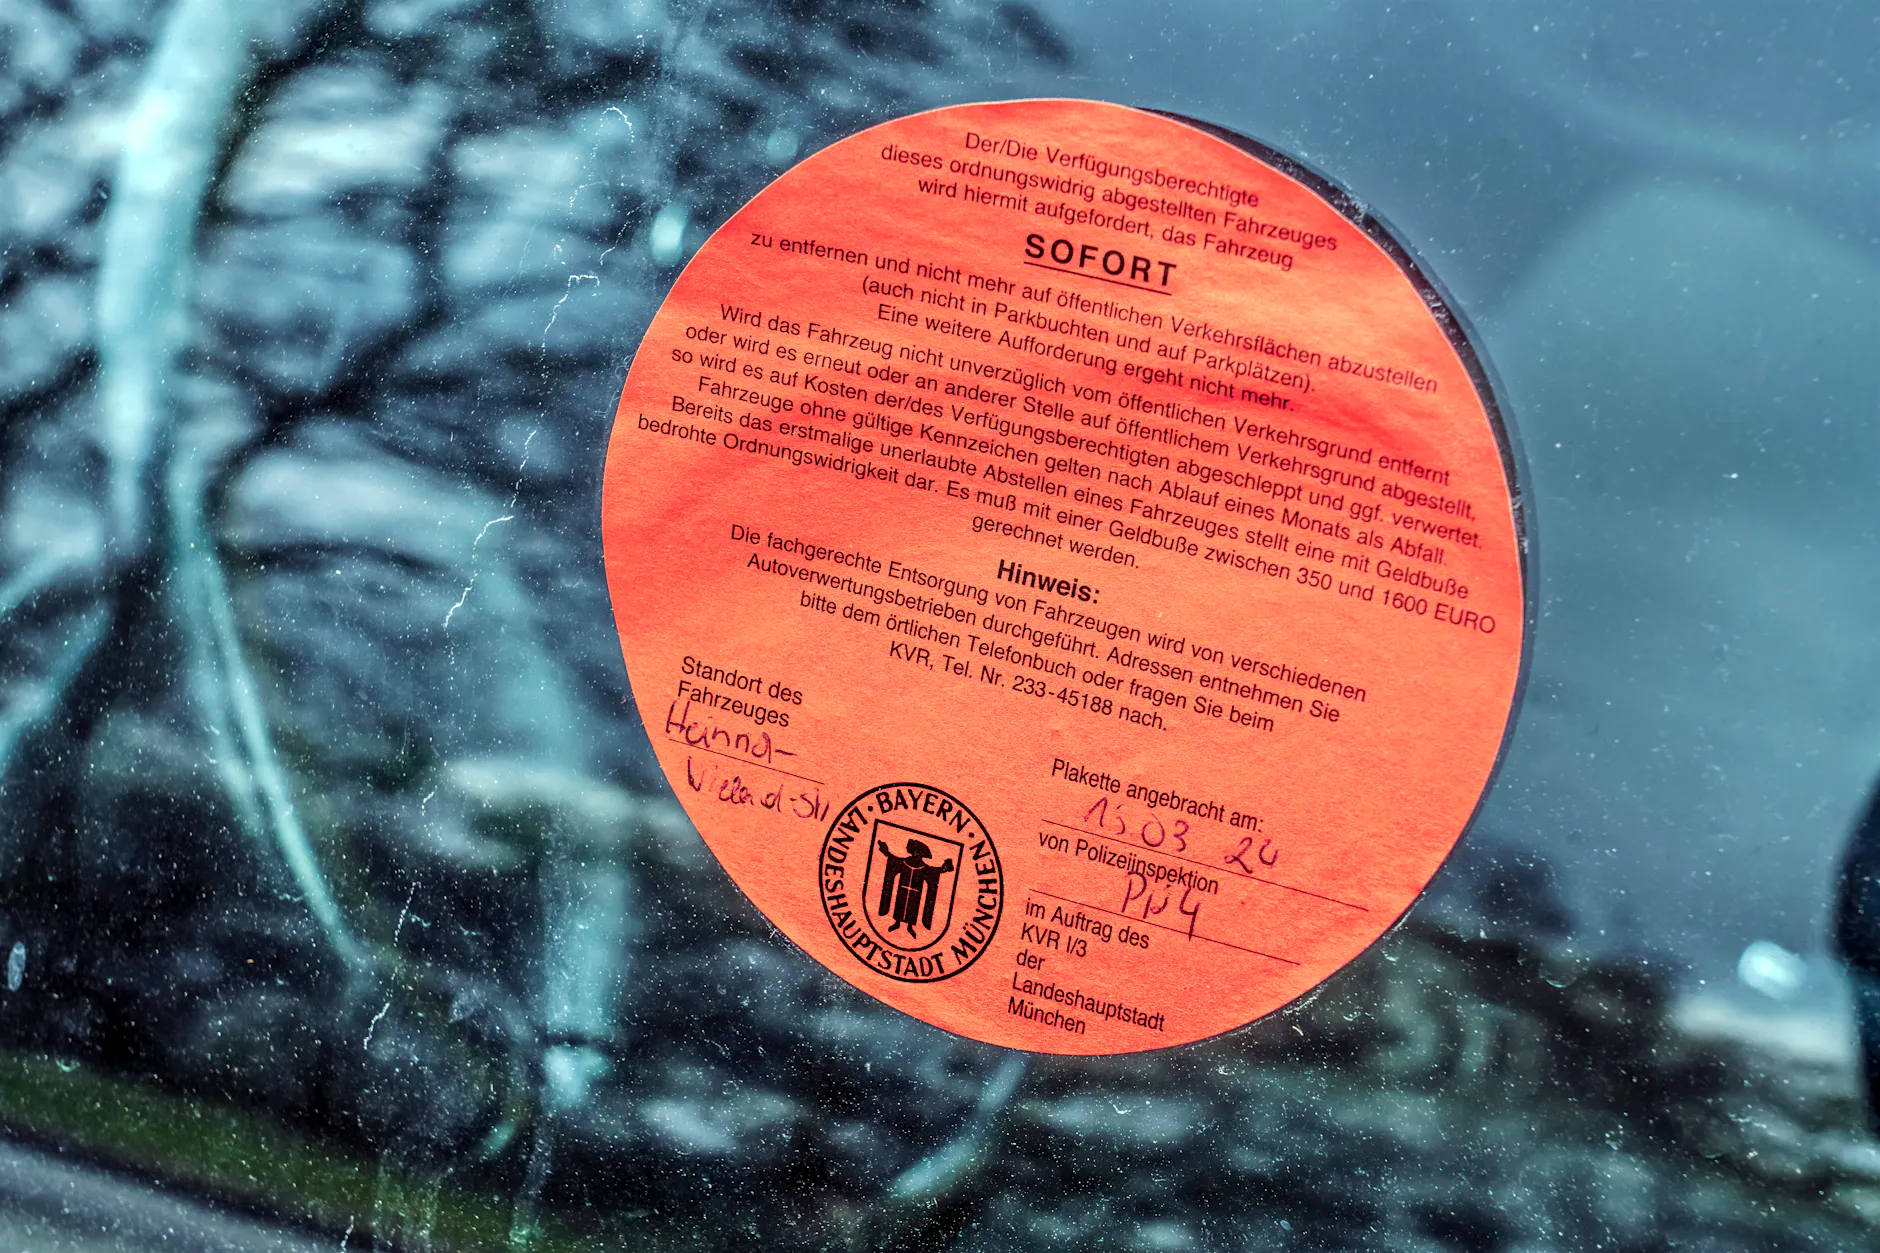 Der/Die Verfügungsberechtigte
dieses ordnungswidrig abgestellten Fahrzeuges
wird hiermit aufgefordert, das Fahrzeug
SOFORT
zu entfernen und nicht mehr auf öffentlichen Verkehrsflächen abzustellen
(auch nicht in Parkbuchten und auf Parkplätzen).
Eine weitere Aufforderung ergeht nicht mehr.
Wird das Fahrzeug nicht unverzüglich vom öffentlichen Verkehrsgrund entfernt
oder wird es erneut oder an anderer Stelle auf öffentlichem Verkehrsgrund abgestellt,
so wird es auf Kosten der/des Verfügungsberechtigten abgeschleppt und ggf. verwertet.
Fahrzeuge ohne gültige Kennzeichen gelten nach Ablauf eines Monats als Abfall.
Bereits das erstmalige unerlaubte Abstellen eines Fahrzeuges stellt eine mit Geldbuße
bedrohte Ordnungswidrigkeit dar. Es muß mit einer Geldbuße zwischen 350 und 1600 EURO
gerechnet werden.
Hinweis:
Die fachgerechte Entsorgung von Fahrzeugen wird von verschiedenen
Autoverwertungsbetrieben durchgeführt. Adressen entnehmen Sie
bitte dem örtlichen Telefonbuch oder fragen Sie beim
KVR, Tel. Nr. 233-45188 nach.
Standort des
Fahrzeuges
Wieland-Str
BAYERN
LANDESHAUPTSTADT MÜNCHEN
Plakette angebracht am:
03 24
von Polizeiinspektion
im Auftrag des
KVR I/3
der
Landeshauptstadt
München